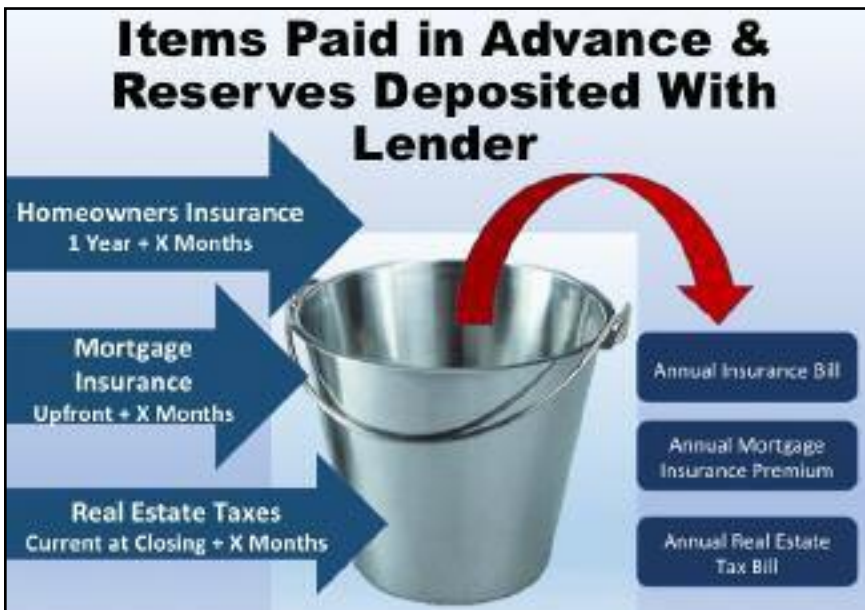 Items Paid in Advance &
Reserves Deposited With
Lender
Homeowners Insurance
1 Year + X Months
Mortgage
Insurance
Upfront + X Months
Real Estate Taxes
Current at Closing + X Months
Annual Insurance Bill
Annual Mortgage
Insurance Premium
Annual Real Estate
Tax Bill